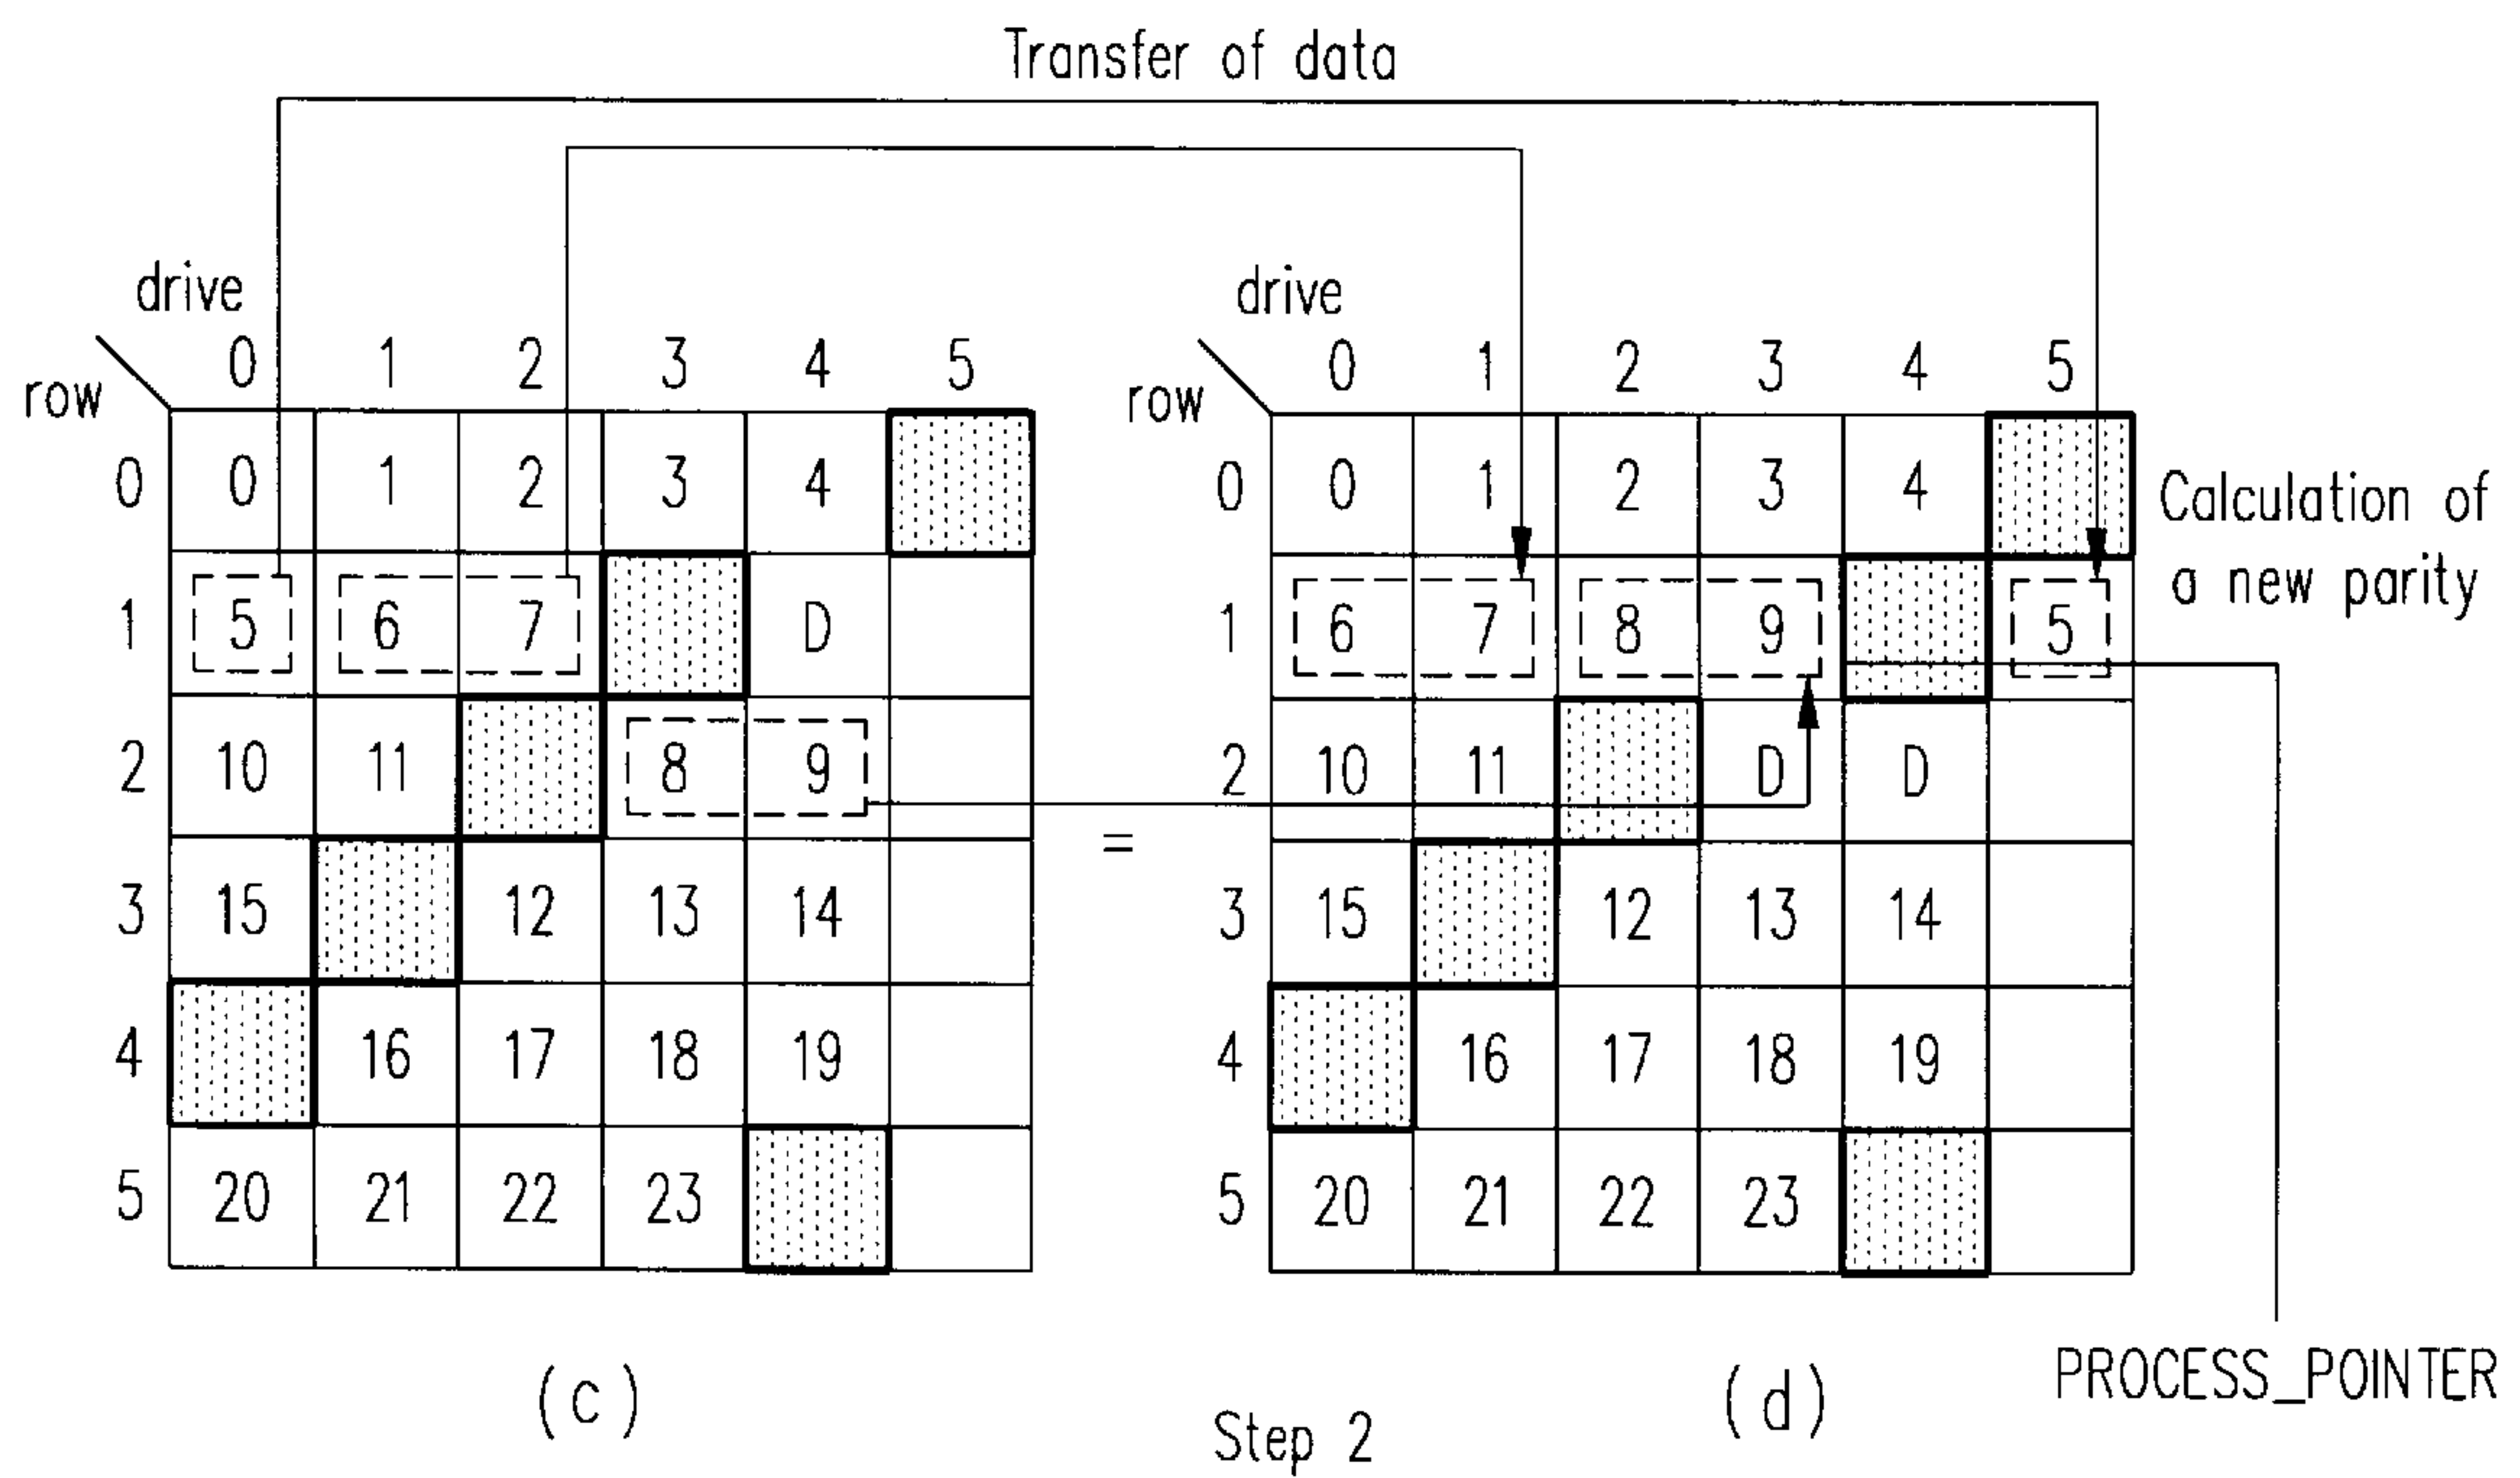 Transfer of data
drive
row
0 1 2 3 4 5
0 0 1 2 3 4
1 5 6 7 D
2 10 11 8 9
3 15 12 13 14
4 16 17 18 19
5 20 21 22 23
(c)
=
drive
row
0 1 2 3 4 5
0 0 1 2 3 4
1 6 7 8 9 5
2 10 11 D D
3 15 12 13 14
4 16 17 18 19
5 20 21 22 23
(d)
Calculation of
a new parity
PROCESS_POINTER
Step 2